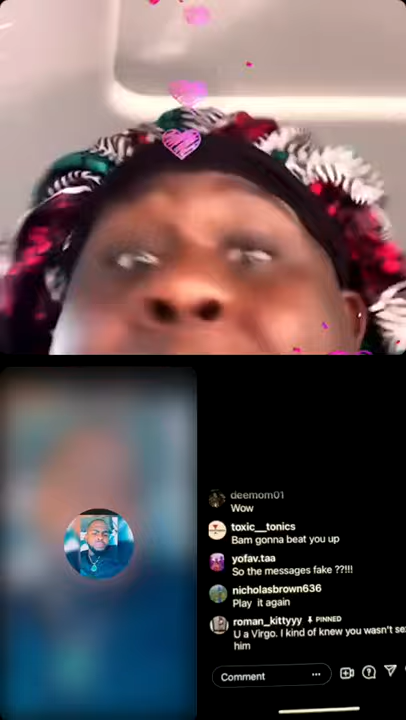 deemom01
Wow
toxic__tonics
Bam gonna beat you up
yofav.taa
So the messages fake ??!!!
nicholasbrown636
Play it again
roman_kittyyy PINNED
U a Virgo. I kind of knew you wasn't
him
Comment